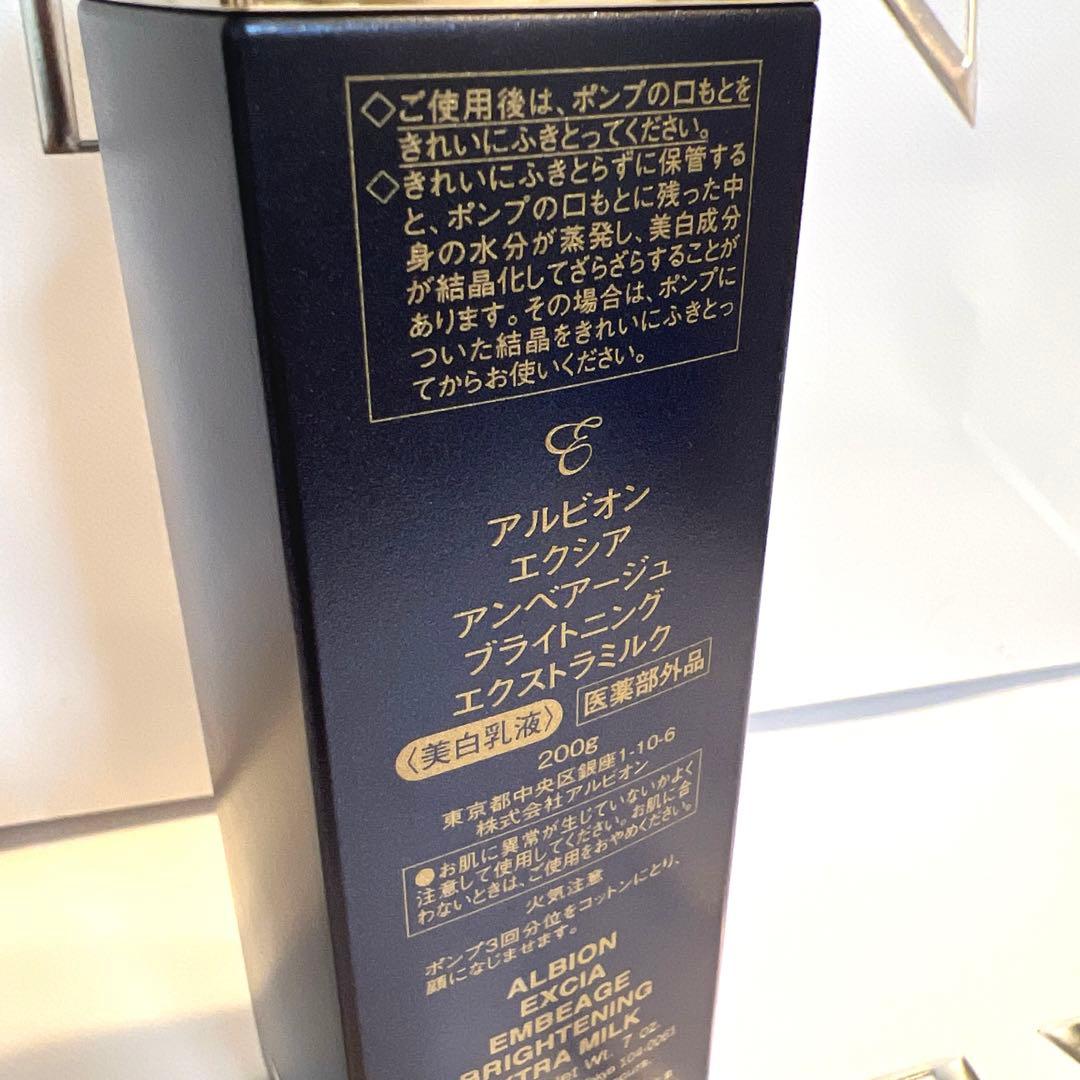 ◇ご使用後は、ポンプの口もとを
きれいにふきとってください。
◇きれいにふきとらずに保管する
と、ポンプの口もとに残った中
身の水分が蒸発し、美白成分
が結晶化してざらざらすることが
あります。その場合は、ポンプに
ついた結晶をきれいにふきとっ
てからお使いください。
E
アルビオン
エクシア
アンベアージュ
ブライトニング
エクストラミルク
〈美白乳液〉 医薬部外品
200g
東京都中央区銀座1-10-6
株式会社アルビオン
●お肌に異常が生じていないかよく
注意して使用してください。お肌に合
わないときは、ご使用をおやめください。
火気注意
ポンプ3回分位をコットンにとり、
顔になじませます。
ALBION
EXCIA
EMBEAGE
BRIGHTENING
MILK
Wt. 7 oz.
104-0061